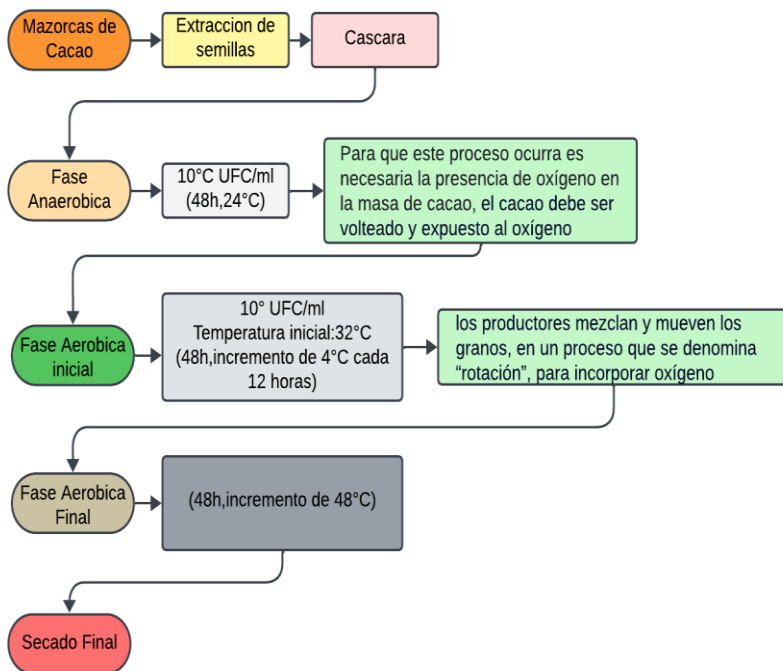 Mazorcas de
Cacao
Extraccion de
semillas
Cascara
Fase
Anaerobica
10°C UFC/ml
(48h,24°C)
Para que este proceso ocurra es
necesaria la presencia de oxígeno en
la masa de cacao, el cacao debe ser
volteado y expuesto al oxígeno
Fase Aerobica
inicial
10° UFC/ml
Temperatura inicial:32°C
(48h,incremento de 4°C cada
12 horas)
los productores mezclan y mueven los
granos, en un proceso que se denomina
“rotación”, para incorporar oxígeno
Fase Aerobica
Final
(48h,incremento de 48°C)
Secado Final